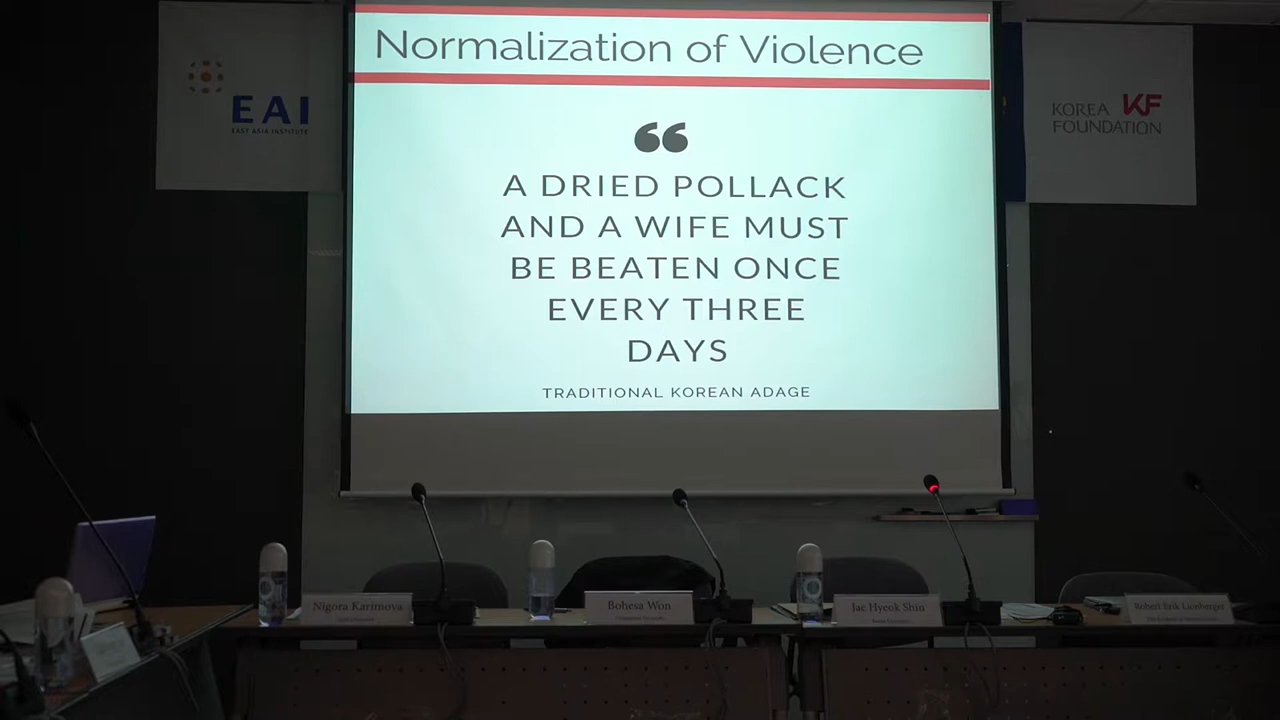 Normalization of Violence
EAI
EAST ASIA INSTITUTE
KOREA KF
FOUNDATION
“
A DRIED POLLACK
AND A WIFE MUST
BE BEATEN ONCE
EVERY THREE
DAYS
TRADITIONAL KOREAN ADAGE
Nigora Karimova
Bohesa Won
Jae Hyeok Shin
Robert Erik Lionberger